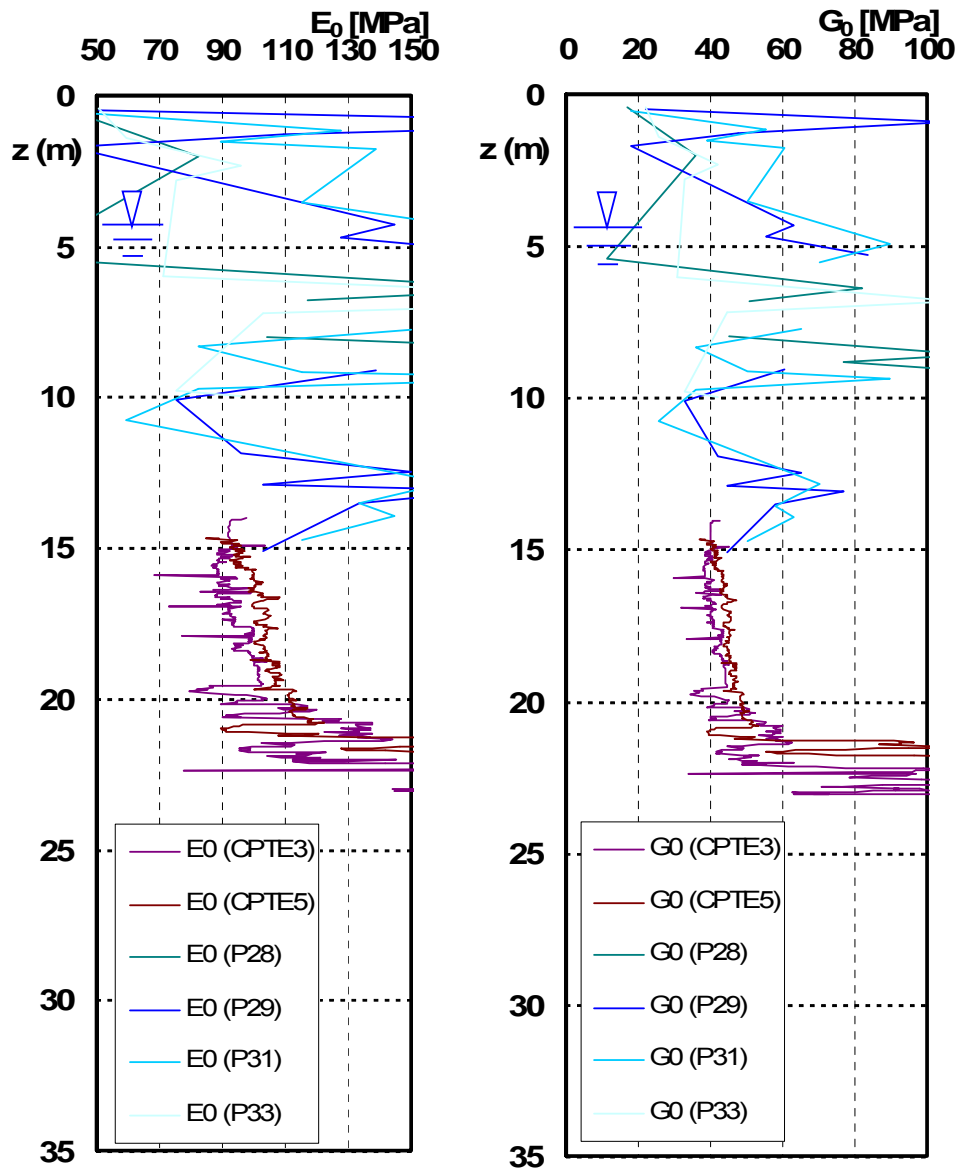 E0 [MPa]
50 70 90 110 130 150
0
z (m)
5
10
15
20
25
30
35
E0 (CPTE3)
E0 (CPTE5)
E0 (P28)
E0 (P29)
E0 (P31)
E0 (P33)
G0 [MPa]
0 20 40 60 80 100
0
z (m)
5
10
15
20
25
30
35
G0 (CPTE3)
G0 (CPTE5)
G0 (P28)
G0 (P29)
G0 (P31)
G0 (P33)